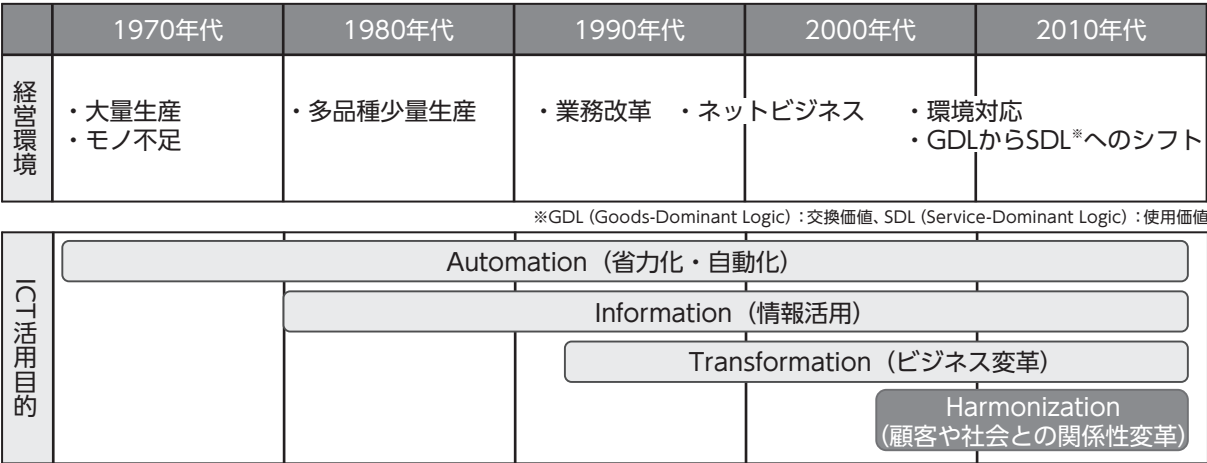 1970年代 1980年代 1990年代 2000年代 2010年代
経営環境
・大量生産 ・多品種少量生産 ・業務改革 ・ネットビジネス ・環境対応
・モノ不足 ・GDLからSDL※へのシフト
※GDL（Goods-Dominant Logic）：交換価値、SDL（Service-Dominant Logic）：使用価値
ICT活用目的
Automation（省力化・自動化）
Information（情報活用）
Transformation（ビジネス変革）
Harmonization
(顧客や社会との関係性変革)